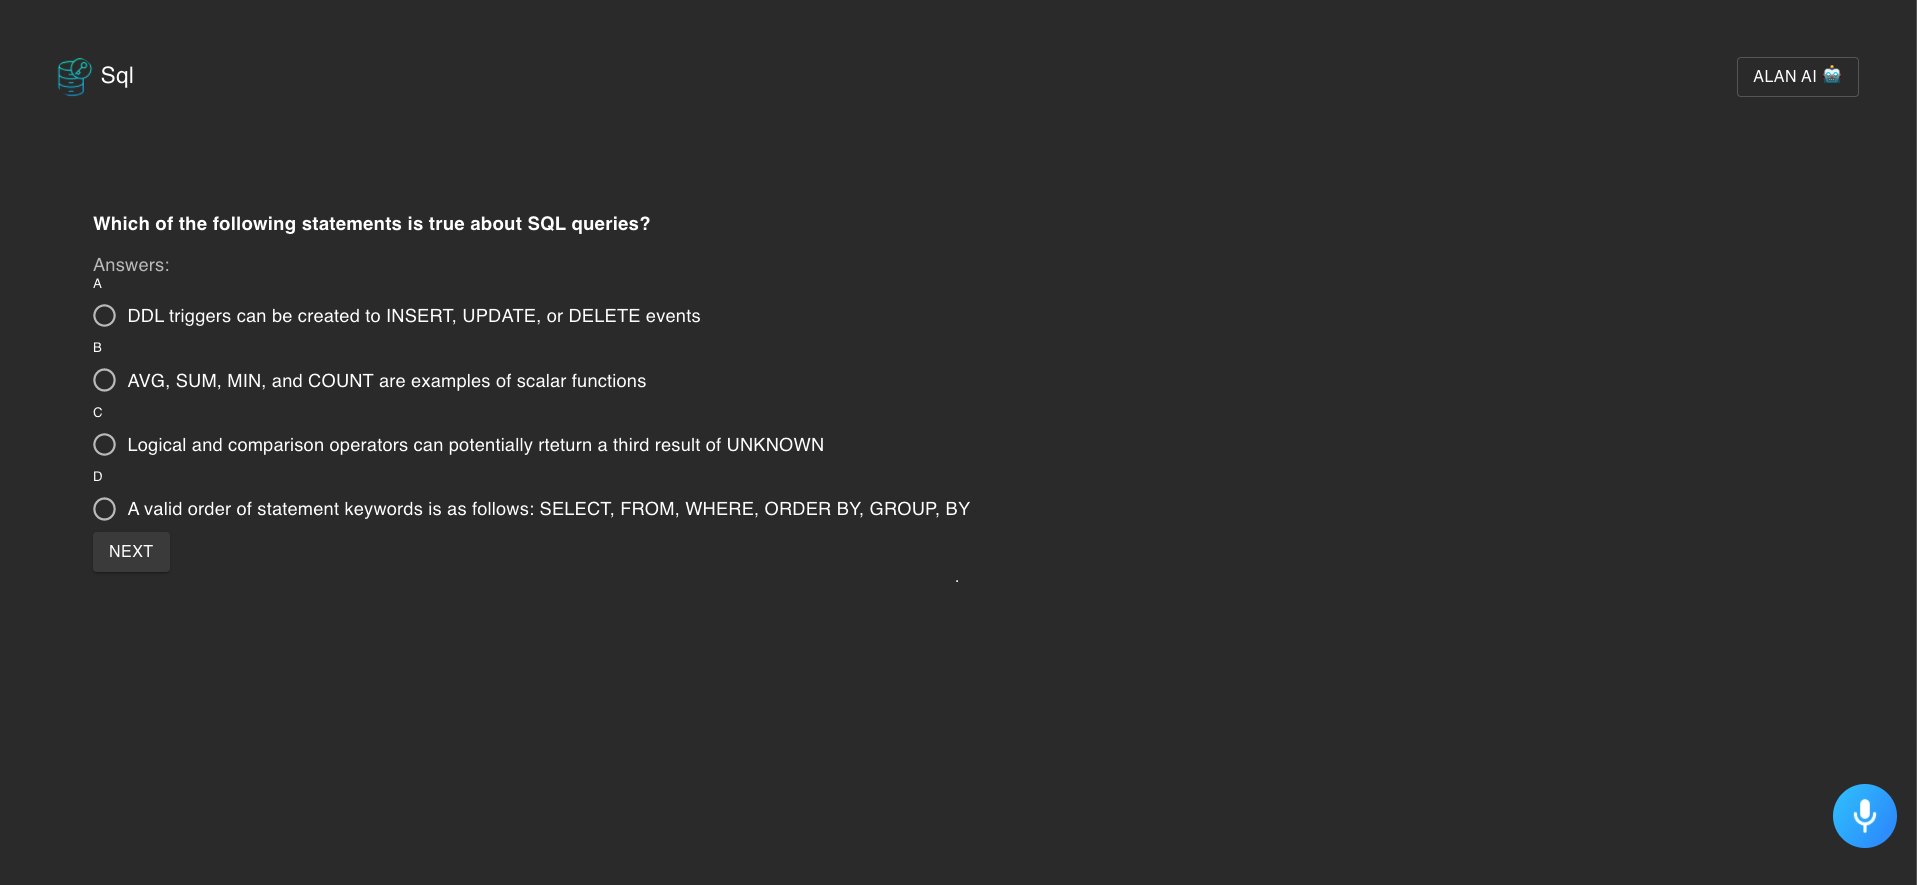 Sql
ALAN AI
Which of the following statements is true about SQL queries?
Answers:
A
DDL triggers can be created to INSERT, UPDATE, or DELETE events
B
AVG, SUM, MIN, and COUNT are examples of scalar functions
C
Logical and comparison operators can potentially rteturn a third result of UNKNOWN
D
A valid order of statement keywords is as follows: SELECT, FROM, WHERE, ORDER BY, GROUP, BY
NEXT
.